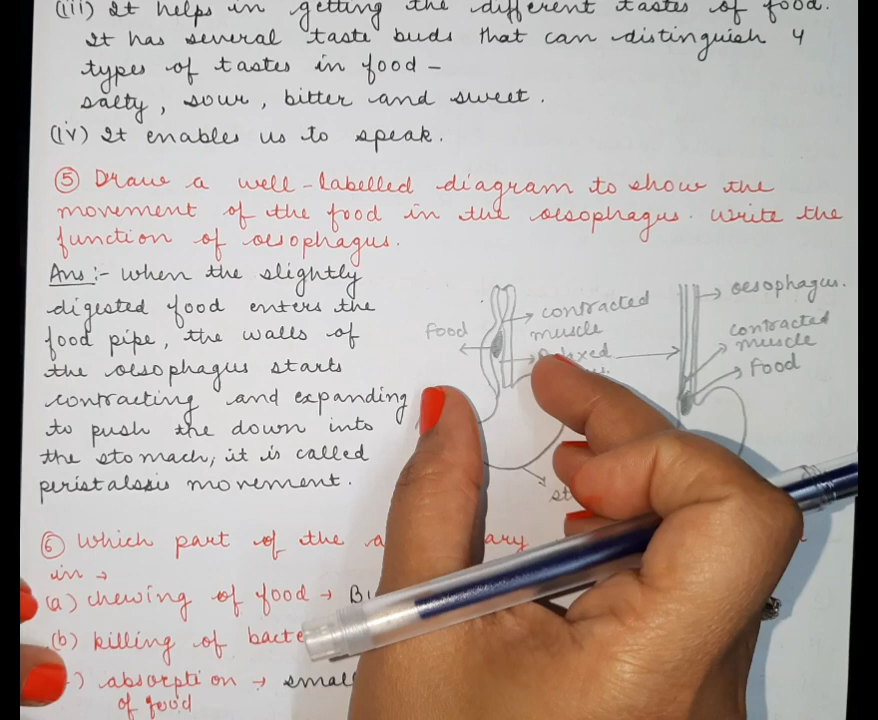 (iii) It helps in getting the different tastes of food.
It has several taste buds that can distinguish 4
types of tastes in food -
salty, sour, bitter and sweet.
(iv) It enables us to speak.
⑤ Draw a well-labelled diagram to show the
movement of the food in the oesophagus. Write the
function of oesophagus.
Ans :- When the slightly
digested food enters the
food pipe, the walls of
the oesophagus starts
contracting and expanding
to push the down into
the stomach, it is called
peristalsis movement.
Food
contracted
muscle
oesophagus.
contracted
muscle
Food
⑥ Which part of the
in →
(a) chewing of food →
(b) killing of
absorption → small
of food